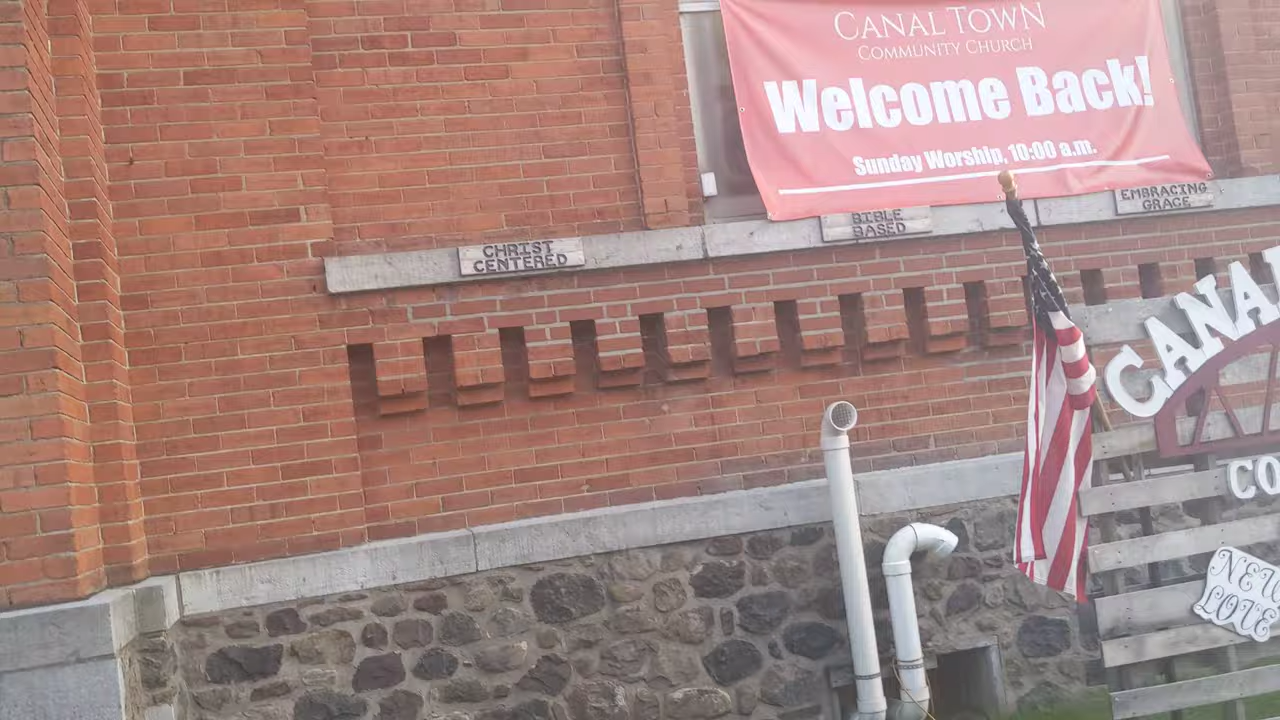 CANAL TOWN
COMMUNITY CHURCH
Welcome Back!
Sunday Worship, 10:00 a.m.
CHRIST
CENTERED
BIBLE
BASED
EMBRACING
GRACE
CANAL
CO
NEW
LOVE